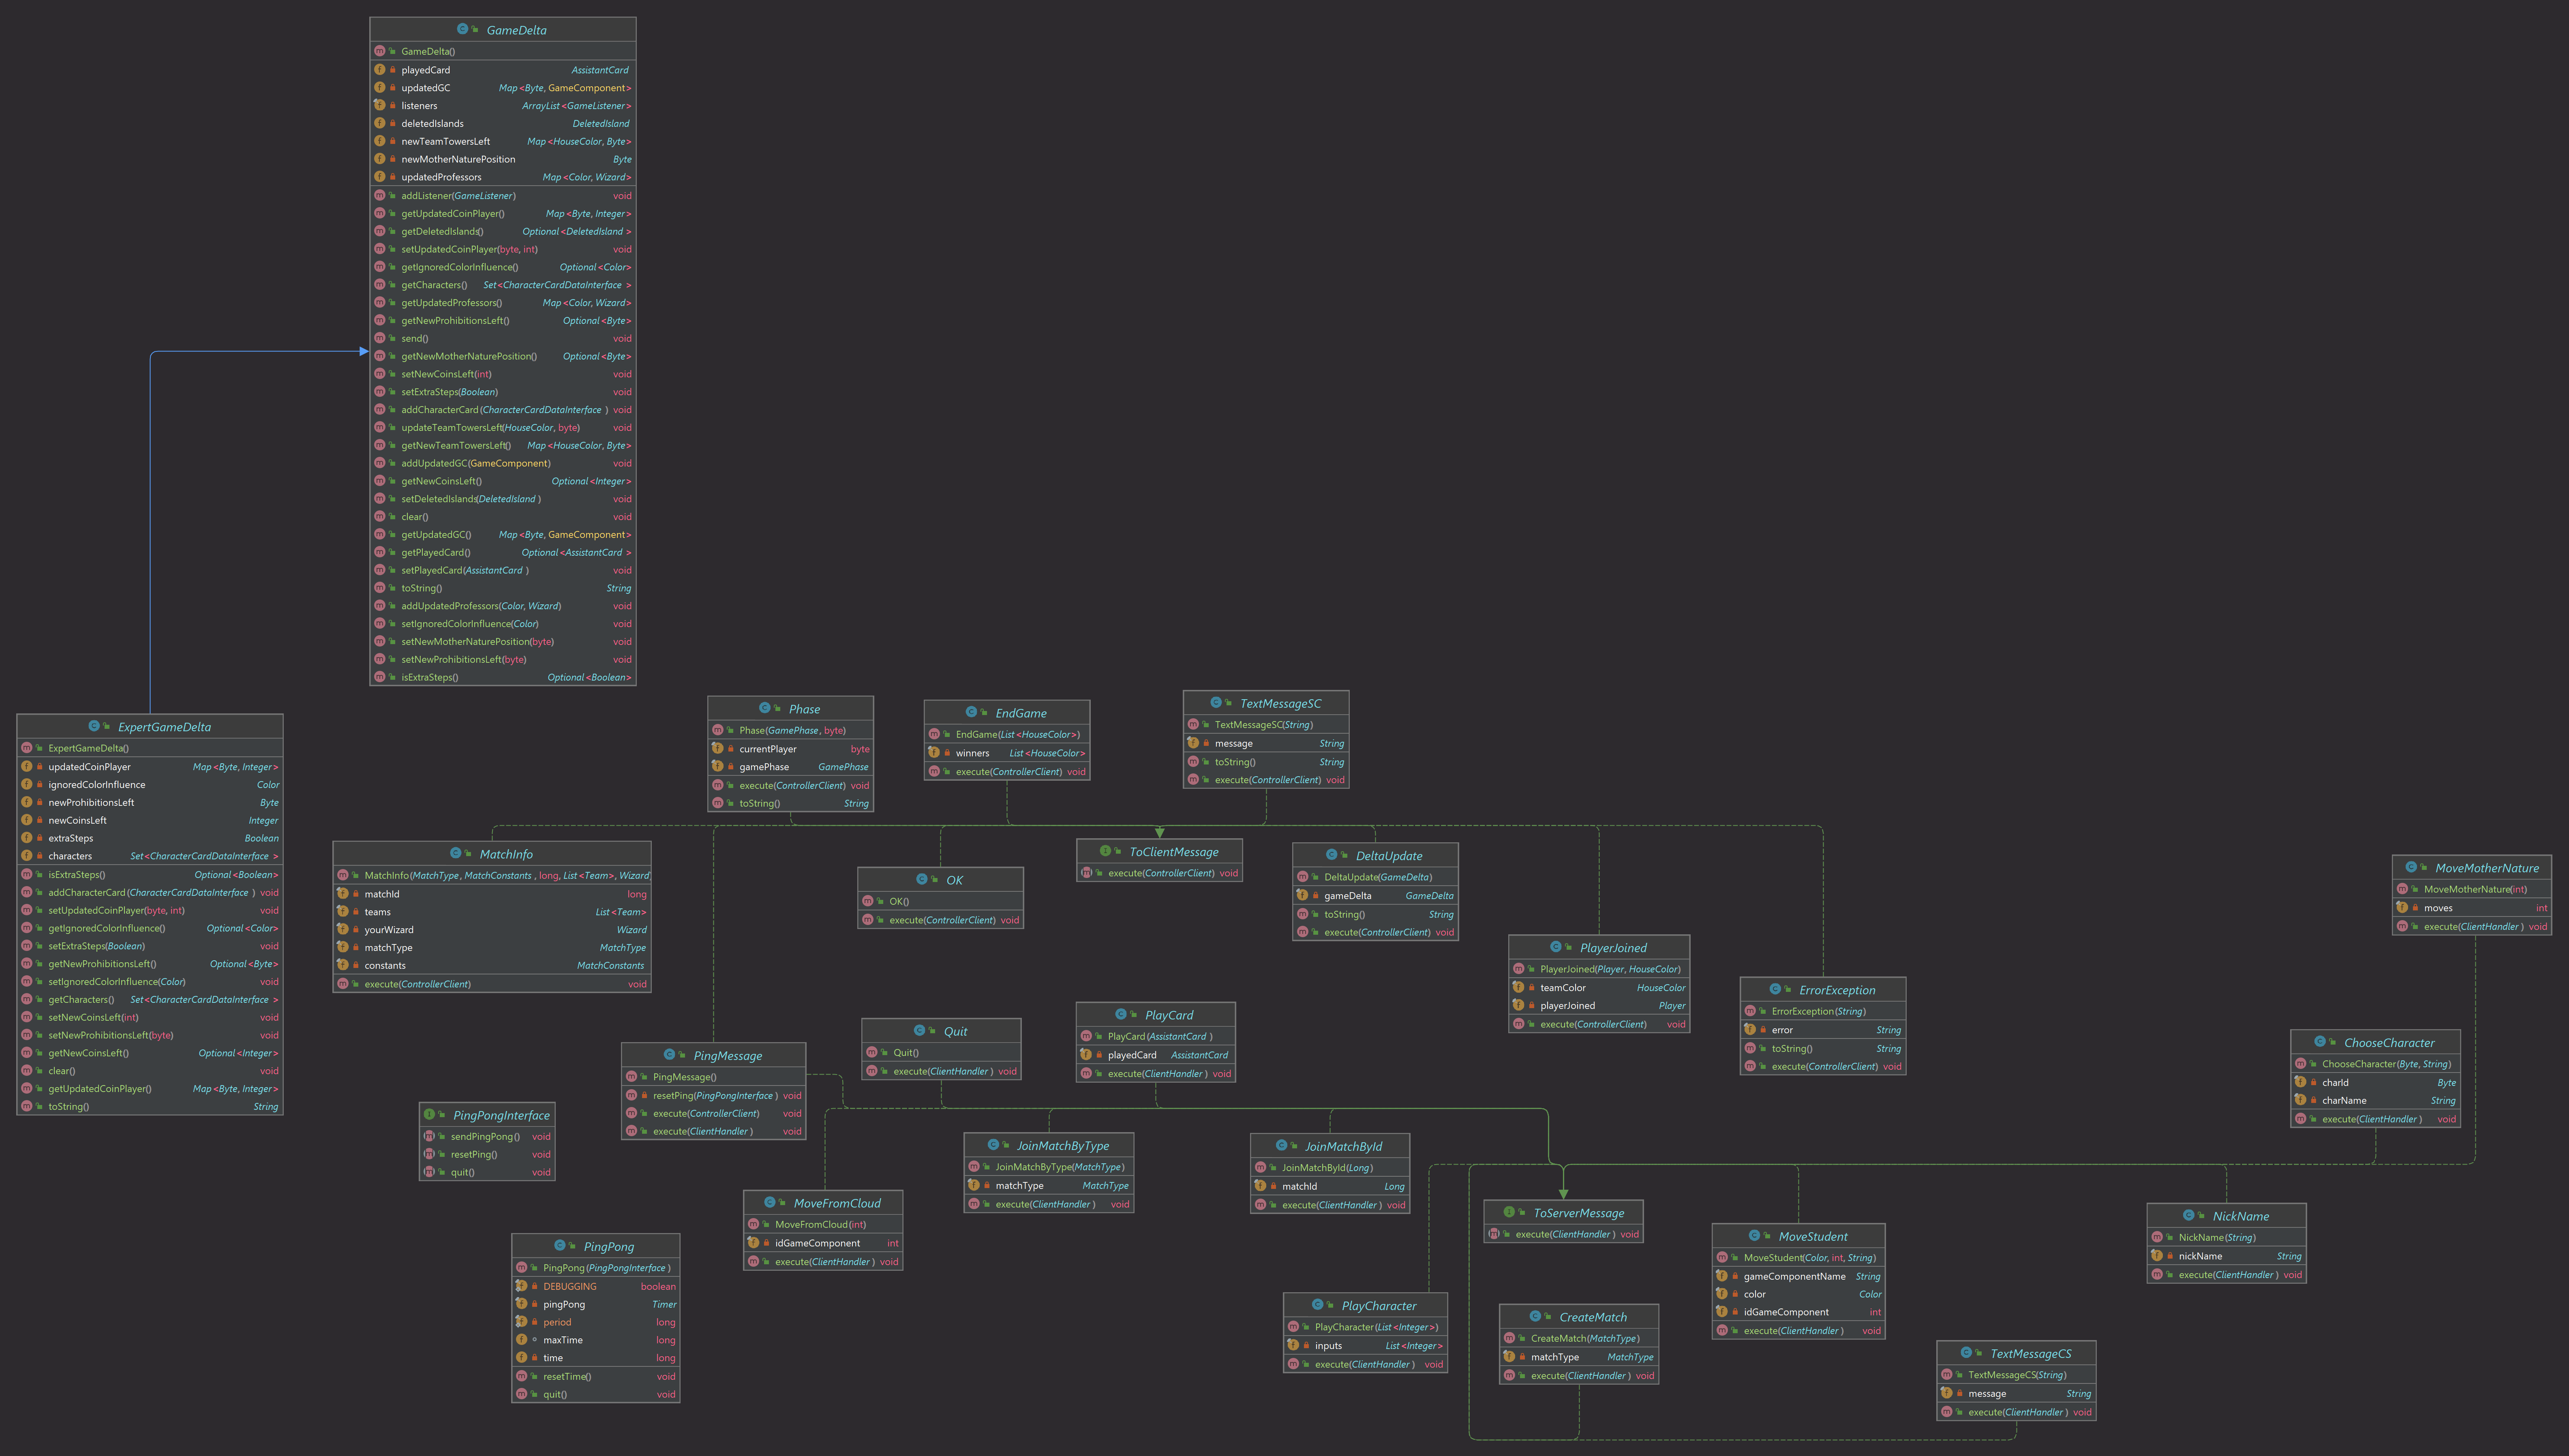 GameDelta
GameDelta()
playedCard AssistantCard
updatedGC Map<Byte, GameComponent>
listeners ArrayList<GameListener>
deletedIslands DeletedIsland
newTeamTowersLeft Map<HouseColor, Byte>
newMotherNaturePosition Byte
updatedProfessors Map<Color, Wizard>
addListener(GameListener) void
getUpdatedCoinPlayer() Map<Byte, Integer>
getDeletedIslands() Optional<DeletedIsland>
setUpdatedCoinPlayer(byte, int) void
getIgnoredColorInfluence() Optional<Color>
getCharacters() Set<CharacterCardDataInterface>
getUpdatedProfessors() Map<Color, Wizard>
getNewProhibitionsLeft() Optional<Byte>
send() void
getNewMotherNaturePosition() Optional<Byte>
setNewCoinsLeft(int) void
setExtraSteps(Boolean) void
addCharacterCard(CharacterCardDataInterface) void
updateTeamTowersLeft(HouseColor, byte) void
getNewTeamTowersLeft() Map<HouseColor, Byte>
addUpdatedGC(GameComponent) void
getNewCoinsLeft() Optional<Integer>
setDeletedIslands(DeletedIsland) void
clear() void
getUpdatedGC() Map<Byte, GameComponent>
getPlayedCard() Optional<AssistantCard>
setPlayedCard(AssistantCard) void
toString() String
addUpdatedProfessors(Color, Wizard) void
setIgnoredColorInfluence(Color) void
setNewMotherNaturePosition(byte) void
setNewProhibitionsLeft(byte) void
isExtraSteps() Optional<Boolean>
ExpertGameDelta
ExpertGameDelta()
updatedCoinPlayer Map<Byte, Integer>
ignoredColorInfluence Color
newProhibitionsLeft Byte
newCoinsLeft Integer
extraSteps Boolean
characters Set<CharacterCardDataInterface>
isExtraSteps() Optional<Boolean>
addCharacterCard(CharacterCardDataInterface) void
setUpdatedCoinPlayer(byte, int) void
getIgnoredColorInfluence() Optional<Color>
setExtraSteps(Boolean) void
getNewProhibitionsLeft() Optional<Byte>
setIgnoredColorInfluence(Color) void
getCharacters() Set<CharacterCardDataInterface>
setNewCoinsLeft(int) void
setNewProhibitionsLeft(byte) void
getNewCoinsLeft() Optional<Integer>
clear() void
getUpdatedCoinPlayer() Map<Byte, Integer>
toString() String
Phase
Phase(GamePhase, byte)
currentPlayer byte
gamePhase GamePhase
execute(ControllerClient) void
toString() String
EndGame
EndGame(List<HouseColor>)
winners List<HouseColor>
execute(ControllerClient) void
TextMessageSC
TextMessageSC(String)
message String
toString() String
execute(ControllerClient) void
MatchInfo
MatchInfo(MatchType, MatchConstants, long, List<Team>, Wizard
matchId long
teams List<Team>
yourWizard Wizard
matchType MatchType
constants MatchConstants
execute(ControllerClient) void
OK
OK()
execute(ControllerClient) void
ToClientMessage
execute(ControllerClient) void
DeltaUpdate
DeltaUpdate(GameDelta)
gameDelta GameDelta
toString() String
execute(ControllerClient) void
PlayerJoined
PlayerJoined(Player, HouseColor)
teamColor HouseColor
playerJoined Player
execute(ControllerClient) void
ErrorException
ErrorException(String)
error String
toString() String
execute(ControllerClient) void
MoveMotherNature
MoveMotherNature(int)
moves int
execute(ClientHandler) void
ChooseCharacter
ChooseCharacter(Byte, String)
charId Byte
charName String
execute(ClientHandler) void
PingMessage
PingMessage()
resetPing(PingPongInterface) void
execute(ControllerClient) void
execute(ClientHandler) void
Quit
Quit()
execute(ClientHandler) void
PlayCard
PlayCard(AssistantCard)
playedCard AssistantCard
execute(ClientHandler) void
PingPongInterface
sendPingPong() void
resetPing() void
quit() void
JoinMatchByType
JoinMatchByType(MatchType)
matchType MatchType
execute(ClientHandler) void
JoinMatchById
JoinMatchById(Long)
matchId Long
execute(ClientHandler) void
MoveFromCloud
MoveFromCloud(int)
idGameComponent int
execute(ClientHandler) void
ToServerMessage
execute(ClientHandler) void
MoveStudent
MoveStudent(Color, int, String)
gameComponentName String
color Color
idGameComponent int
execute(ClientHandler) void
NickName
NickName(String)
nickName String
execute(ClientHandler) void
PingPong
PingPong(PingPongInterface)
DEBUGGING boolean
pingPong Timer
period long
maxTime long
time long
resetTime() void
quit() void
PlayCharacter
PlayCharacter(List<Integer>)
inputs List<Integer>
execute(ClientHandler) void
CreateMatch
CreateMatch(MatchType)
matchType MatchType
execute(ClientHandler) void
TextMessageCS
TextMessageCS(String)
message String
execute(ClientHandler) void